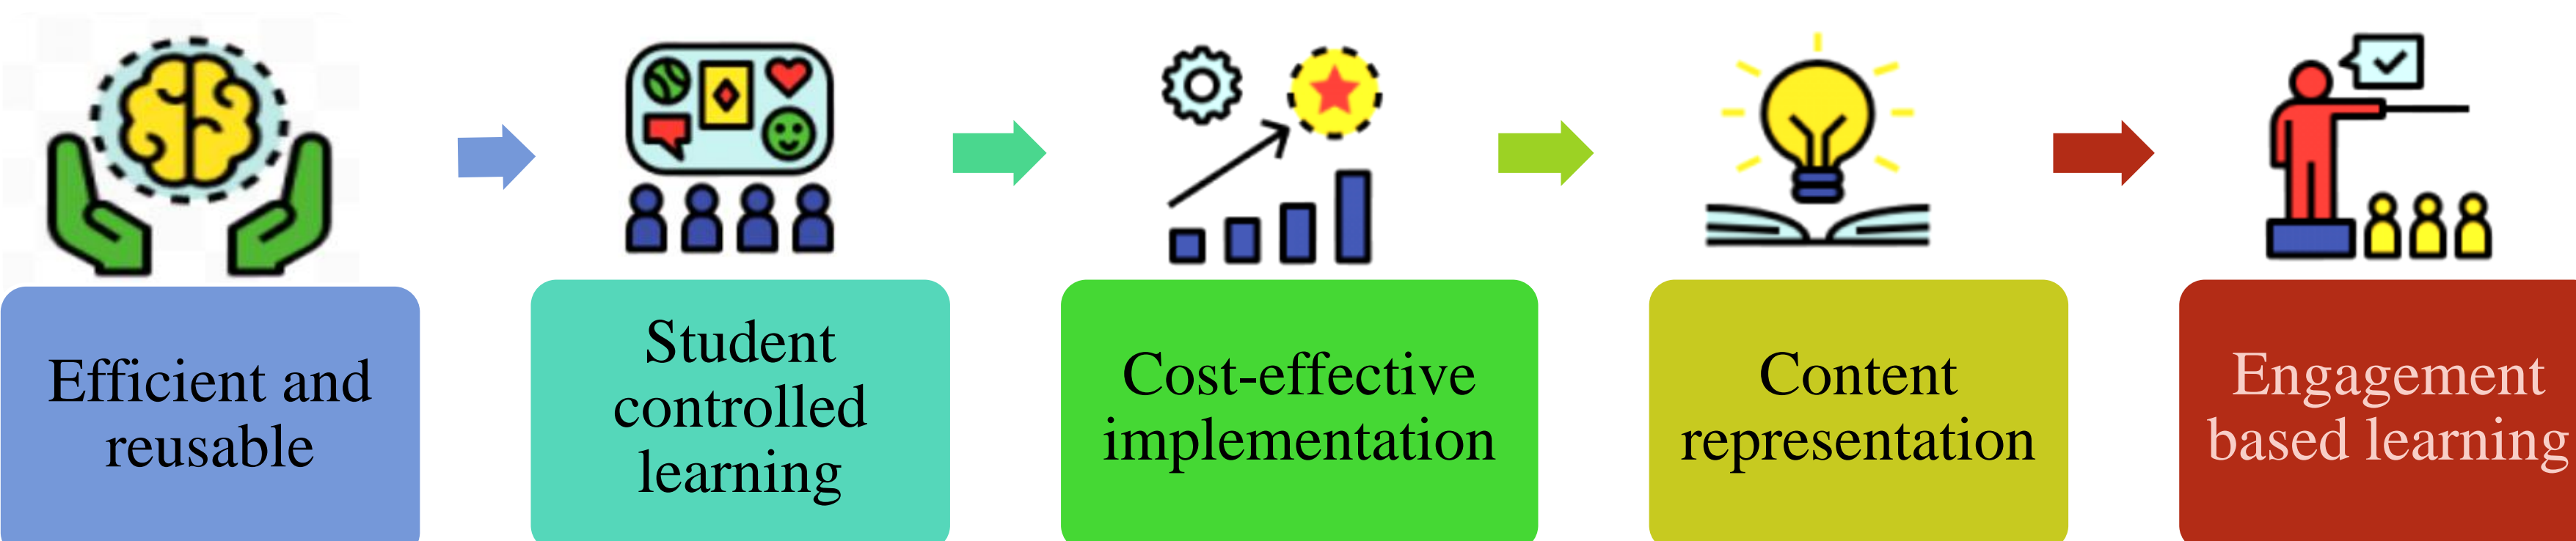 Efficient and
reusable
Student
controlled
learning
Cost-effective
implementation
Content
representation
Engagement
based learning